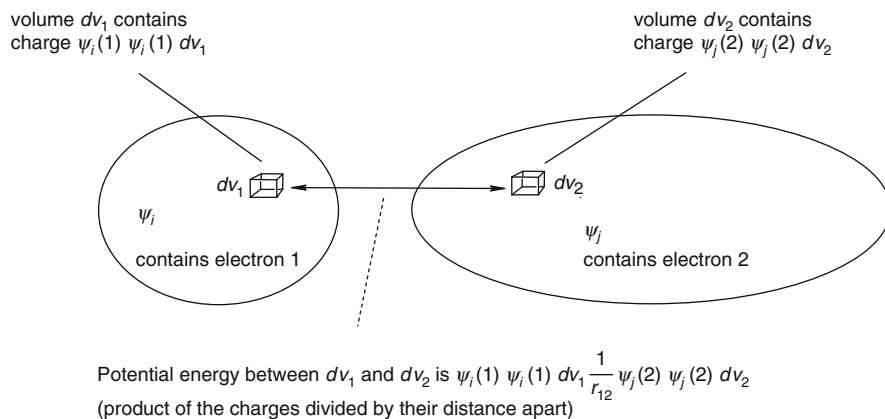 volume dv₁ contains
charge ψᵢ(1) ψᵢ(1) dv₁
volume dv₂ contains
charge ψⱼ(2) ψⱼ(2) dv₂
dv₁
dv₂
ψᵢ
contains electron 1
ψⱼ
contains electron 2
Potential energy between dv₁ and dv₂ is ψᵢ(1) ψᵢ(1) dv₁ 1/r₁₂ ψⱼ(2) ψⱼ(2) dv₂
(product of the charges divided by their distance apart)